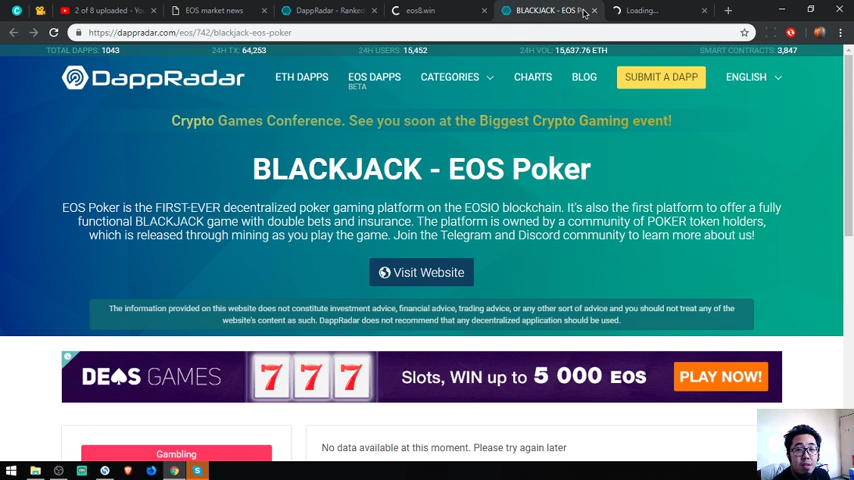 2 of 8 uploaded - You
EOS market news
DappRadar - Ranked
eos8.win
BLACKJACK - EOS P
Loading...
https://dappradar.com/eos/742/blackjack-eos-poker
TOTAL DAPPS: 1043
24H TX: 64,253
24H USERS: 15,452
24H VOL: 15,637.76 ETH
SMART CONTRACTS: 3,847
DappRadar
ETH DAPPS
EOS DAPPS
BETA
CATEGORIES
CHARTS
BLOG
SUBMIT A DAPP
ENGLISH
Crypto Games Conference. See you soon at the Biggest Crypto Gaming event!
BLACKJACK - EOS Poker
EOS Poker is the FIRST-EVER decentralized poker gaming platform on the EOSIO blockchain. It's also the first platform to offer a fully
functional BLACKJACK game with double bets and insurance. The platform is owned by a community of POKER token holders,
which is released through mining as you play the game. Join the Telegram and Discord community to learn more about us!
Visit Website
The information provided on this website does not constitute investment advice, financial advice, trading advice, or any other sort of advice and you should not treat any of the
website's content as such. DappRadar does not recommend that any decentralized application should be used.
DEOS GAMES
777
Slots, WIN up to 5 000 EOS
PLAY NOW!
Gambling
No data available at this moment. Please try again later